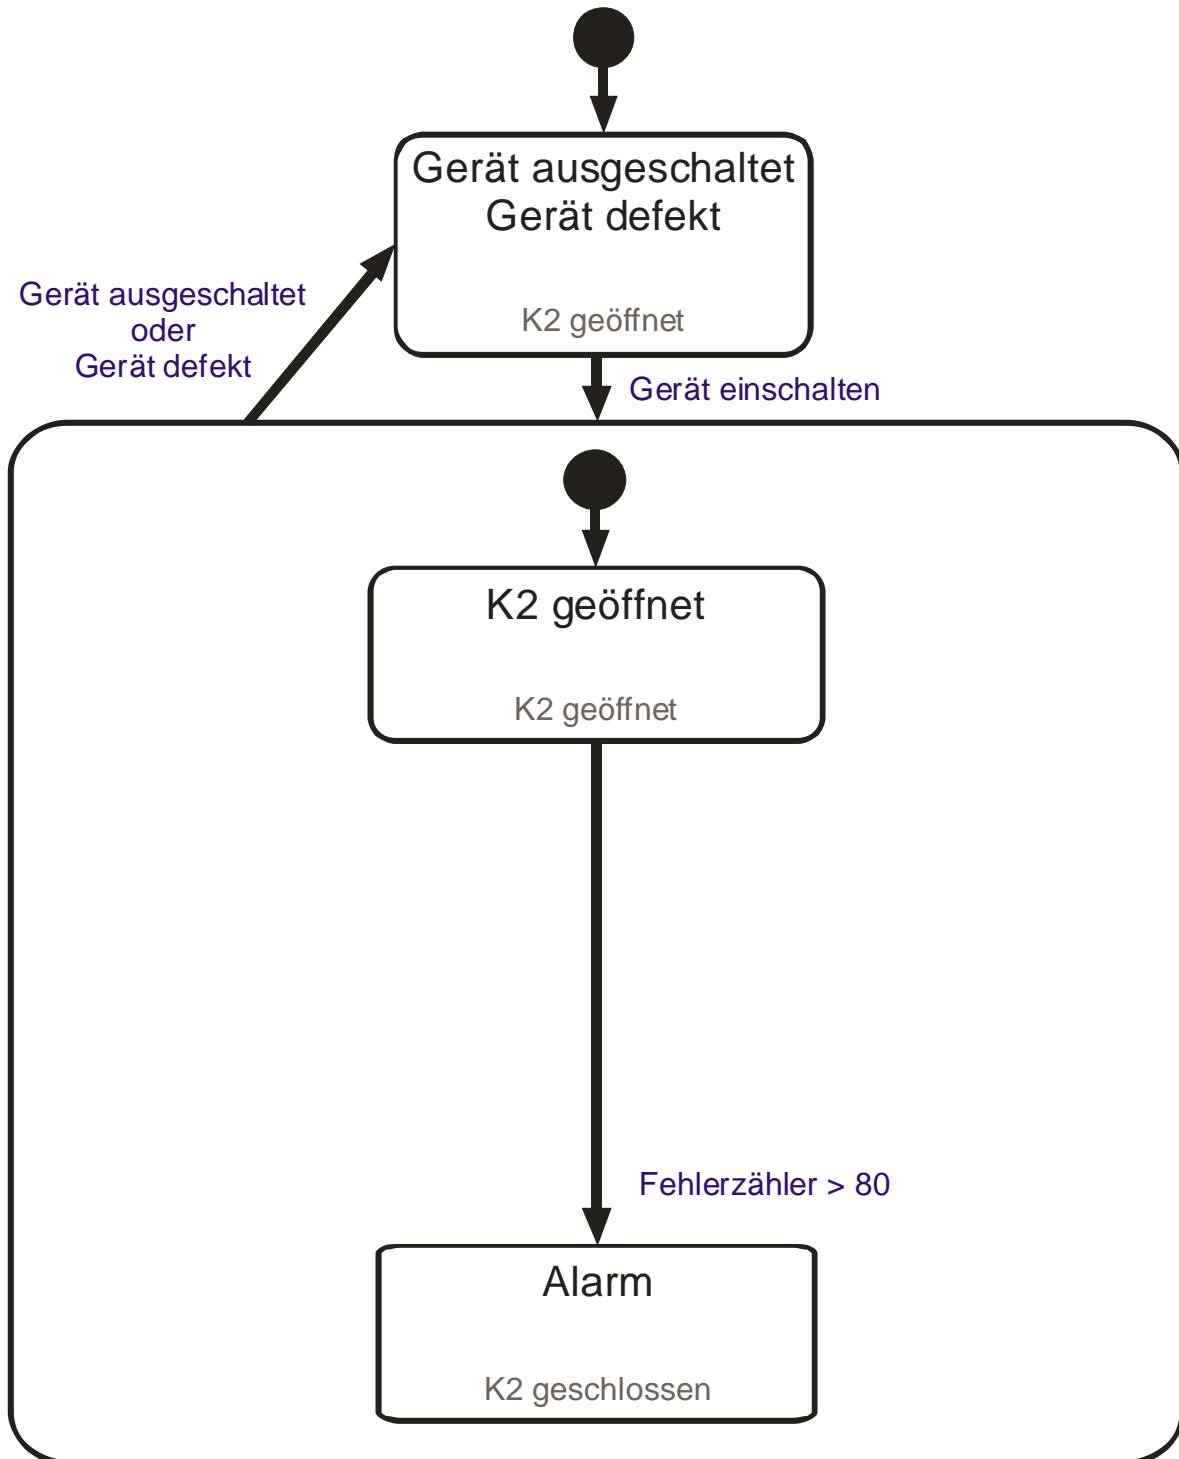 Gerät ausgeschaltet
Gerät defekt
K2 geöffnet
Gerät ausgeschaltet
oder
Gerät defekt
Gerät einschalten
K2 geöffnet
K2 geöffnet
Fehlerzähler > 80
Alarm
K2 geschlossen